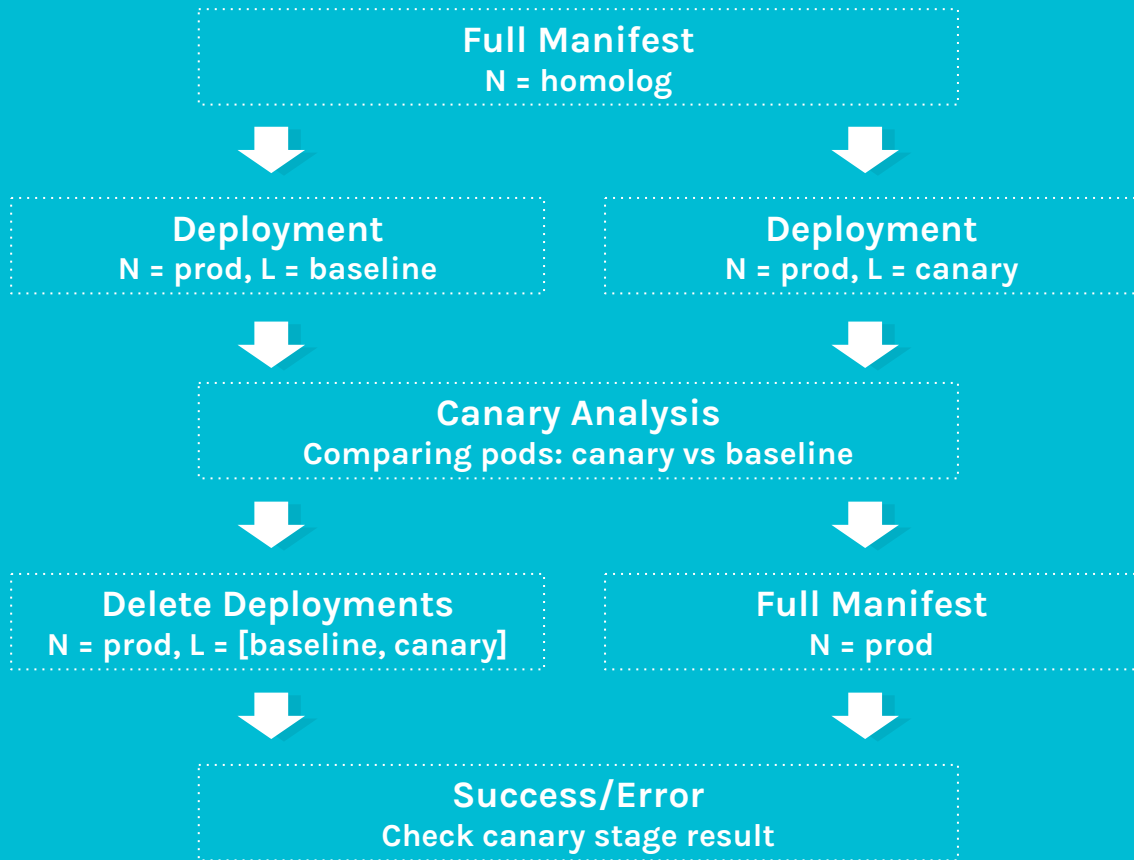 Full Manifest
N = homolog
Deployment
N = prod, L = baseline
Deployment
N = prod, L = canary
Canary Analysis
Comparing pods: canary vs baseline
Delete Deployments
N = prod, L = [baseline, canary]
Full Manifest
N = prod
Success/Error
Check canary stage result